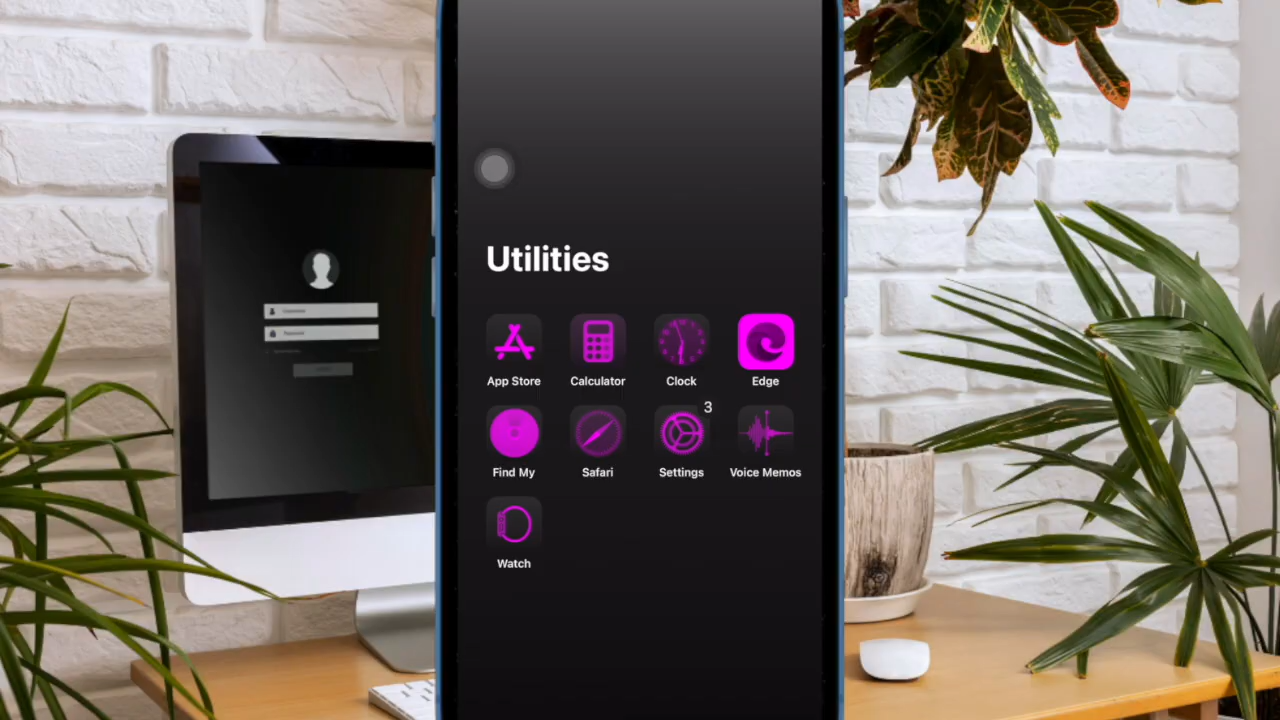 Utilities
App Store Calculator Clock Edge
3
Find My Safari Settings Voice Memos
Watch